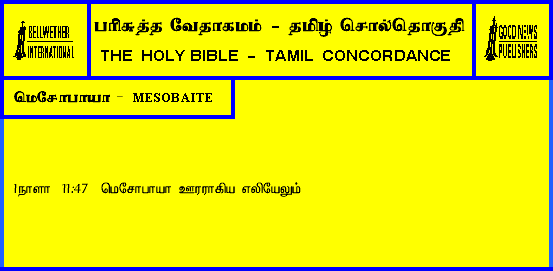 BELLWETHER
INTERNATIONAL
பரிசுத்த வேதாகமம் - தமிழ் சொல்தொகுதி
THE HOLY BIBLE - TAMIL CONCORDANCE
GOOD NEWS
PUBLISHERS
மெசோபாயா - MESOBAITE
1நாளா 11:47 மெசோபாயா ஊரராகிய எலியேலும்